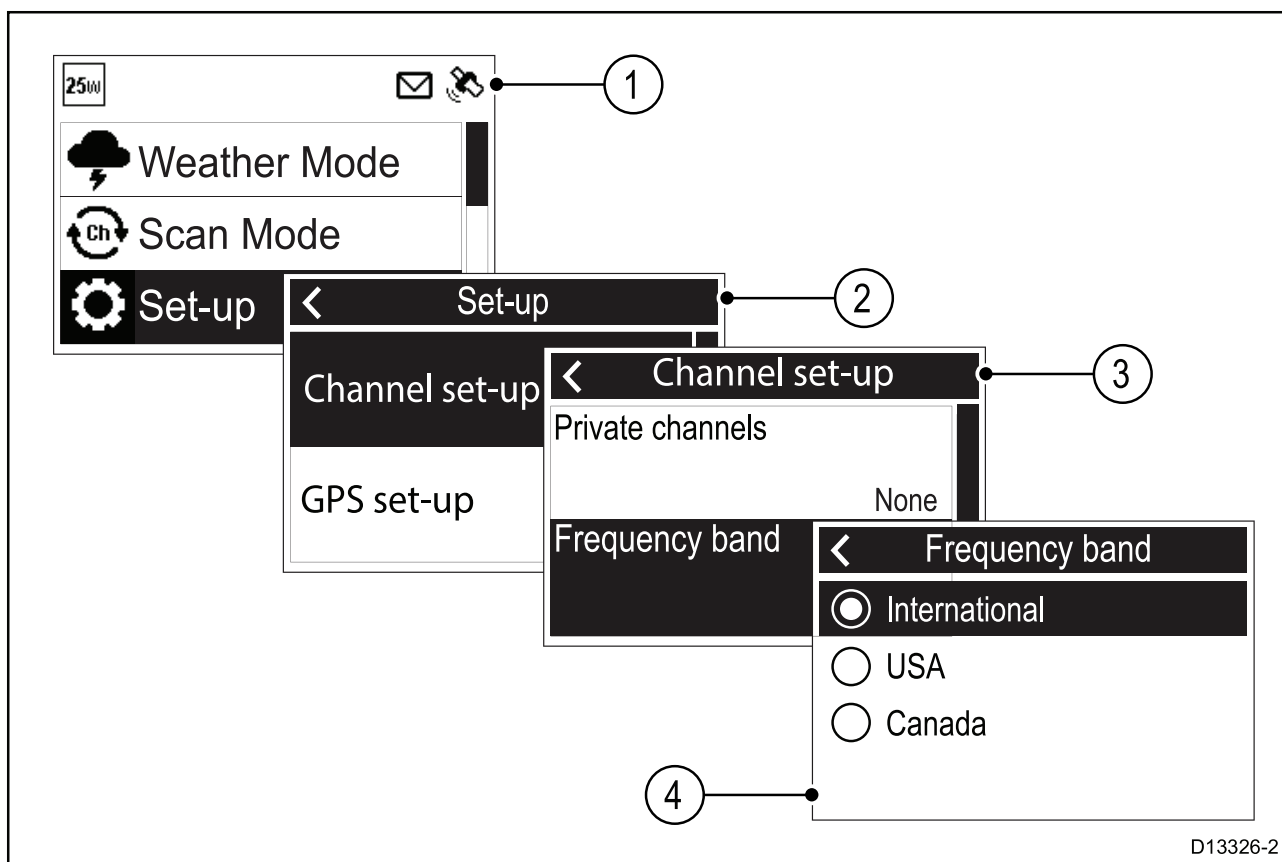 25W
1
Weather Mode
Ch
Scan Mode
Set-up
Set-up
2
Channel set-up
GPS set-up
Channel set-up
3
Private channels
None
Frequency band
Frequency band
International
USA
Canada
4
D13326-2